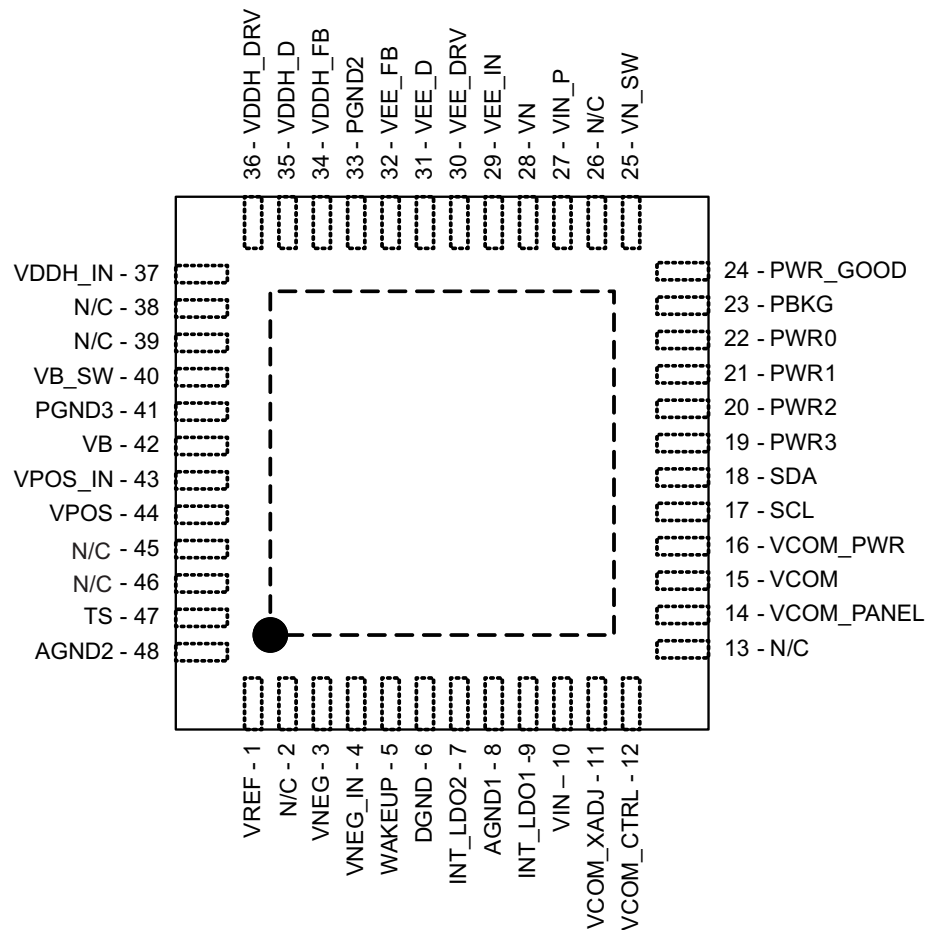 36 - VDDH_DRV
35 - VDDH_D
34 - VDDH_FB
33 - PGND2
32 - VEE_FB
31 - VEE_D
30 - VEE_DRV
29 - VEE_IN
28 - VN
27 - VIN_P
26 - N/C
25 - VN_SW
VDDH_IN - 37
N/C - 38
N/C - 39
VB_SW - 40
PGND3 - 41
VB - 42
VPOS_IN - 43
VPOS - 44
N/C - 45
N/C - 46
TS - 47
AGND2 - 48
24 - PWR_GOOD
23 - PBKG
22 - PWR0
21 - PWR1
20 - PWR2
19 - PWR3
18 - SDA
17 - SCL
16 - VCOM_PWR
15 - VCOM
14 - VCOM_PANEL
13 - N/C
VREF - 1
N/C - 2
VNEG - 3
VNEG_IN - 4
WAKEUP - 5
DGND - 6
INT_LDO2 - 7
AGND1 - 8
INT_LDO1 -9
VIN – 10
VCOM_XADJ - 11
VCOM_CTRL - 12